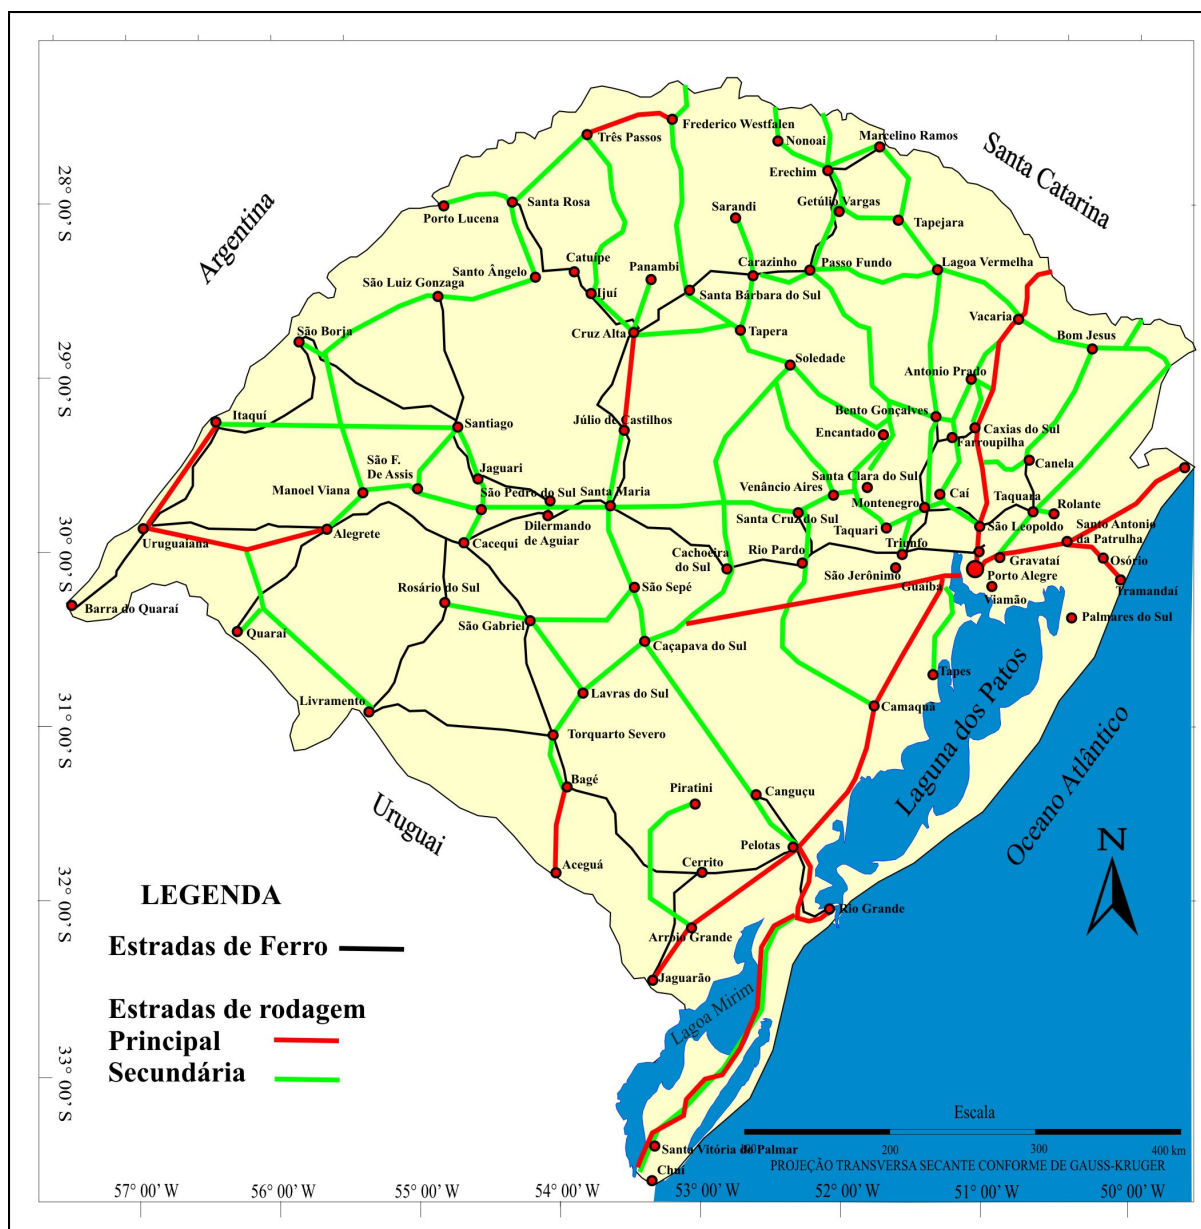 Frederico Westfalen
Três Passos
Nonoai
Marcelino Ramos
Santa Catarina
Erechim
28° 00’ S
Argentina
Porto Lucena
Santa Rosa
Sarandi
Getúlio Vargas
Tapejara
Catuípe
Panambi
Carazinho
Passo Fundo
Lagoa Vermelha
Santo Ângelo
São Luiz Gonzaga
Ijuí
Santa Bárbara do Sul
São Borja
Cruz Alta
Tapera
Vacaria
Bom Jesus
29° 00’ S
Soledade
Antonio Prado
Itaquí
Santiago
Júlio de Castilhos
Bento Gonçalves
Encantado
Caxias do Sul
Farroupilha
São F.
De Assis
Jaguari
Canela
Manoel Viana
São Pedro do Sul
Santa Maria
Venâncio Aires
Santa Clara do Sul
Montenegro
Caí
Taquara
Rolante
30° 00’ S
Uruguaiana
Alegrete
Cacequi
Dilermando
de Aguiar
Santa Cruz do Sul
Taquari
São Leopoldo
Santo Antonio
da Patrulha
Cachoeira
do Sul
Rio Pardo
Triunfo
São Jerônimo
Gravataí
Osório
Guaíba
Porto Alegre
Viamão
Tramandaí
Barra do Quaraí
Rosário do Sul
São Sepé
Palmares do Sul
Quaraí
São Gabriel
Caçapava do Sul
Tapes
Livramento
Lavras do Sul
Camaquã
Laguna dos Patos
31° 00’ S
Torquarto Severo
Oceano Atlântico
Bagé
Piratini
Canguçu
Uruguai
Pelotas
N
Aceguá
Cerrito
32° 00’ S
LEGENDA
Rio Grande
Arroio Grande
Estradas de Ferro
Jaguarão
Estradas de rodagem
Lagoa Mirim
Principal
Secundária
33° 00’ S
Escala
Santa Vitória do Palmar
100
200
300
400 km
PROJEÇÃO TRANSVERSA SECANTE CONFORME DE GAUSS-KRUGER
Chuí
57° 00’ W
56° 00’ W
55° 00’ W
54° 00’ W
53° 00’ W
52° 00’ W
51° 00’ W
50° 00’ W